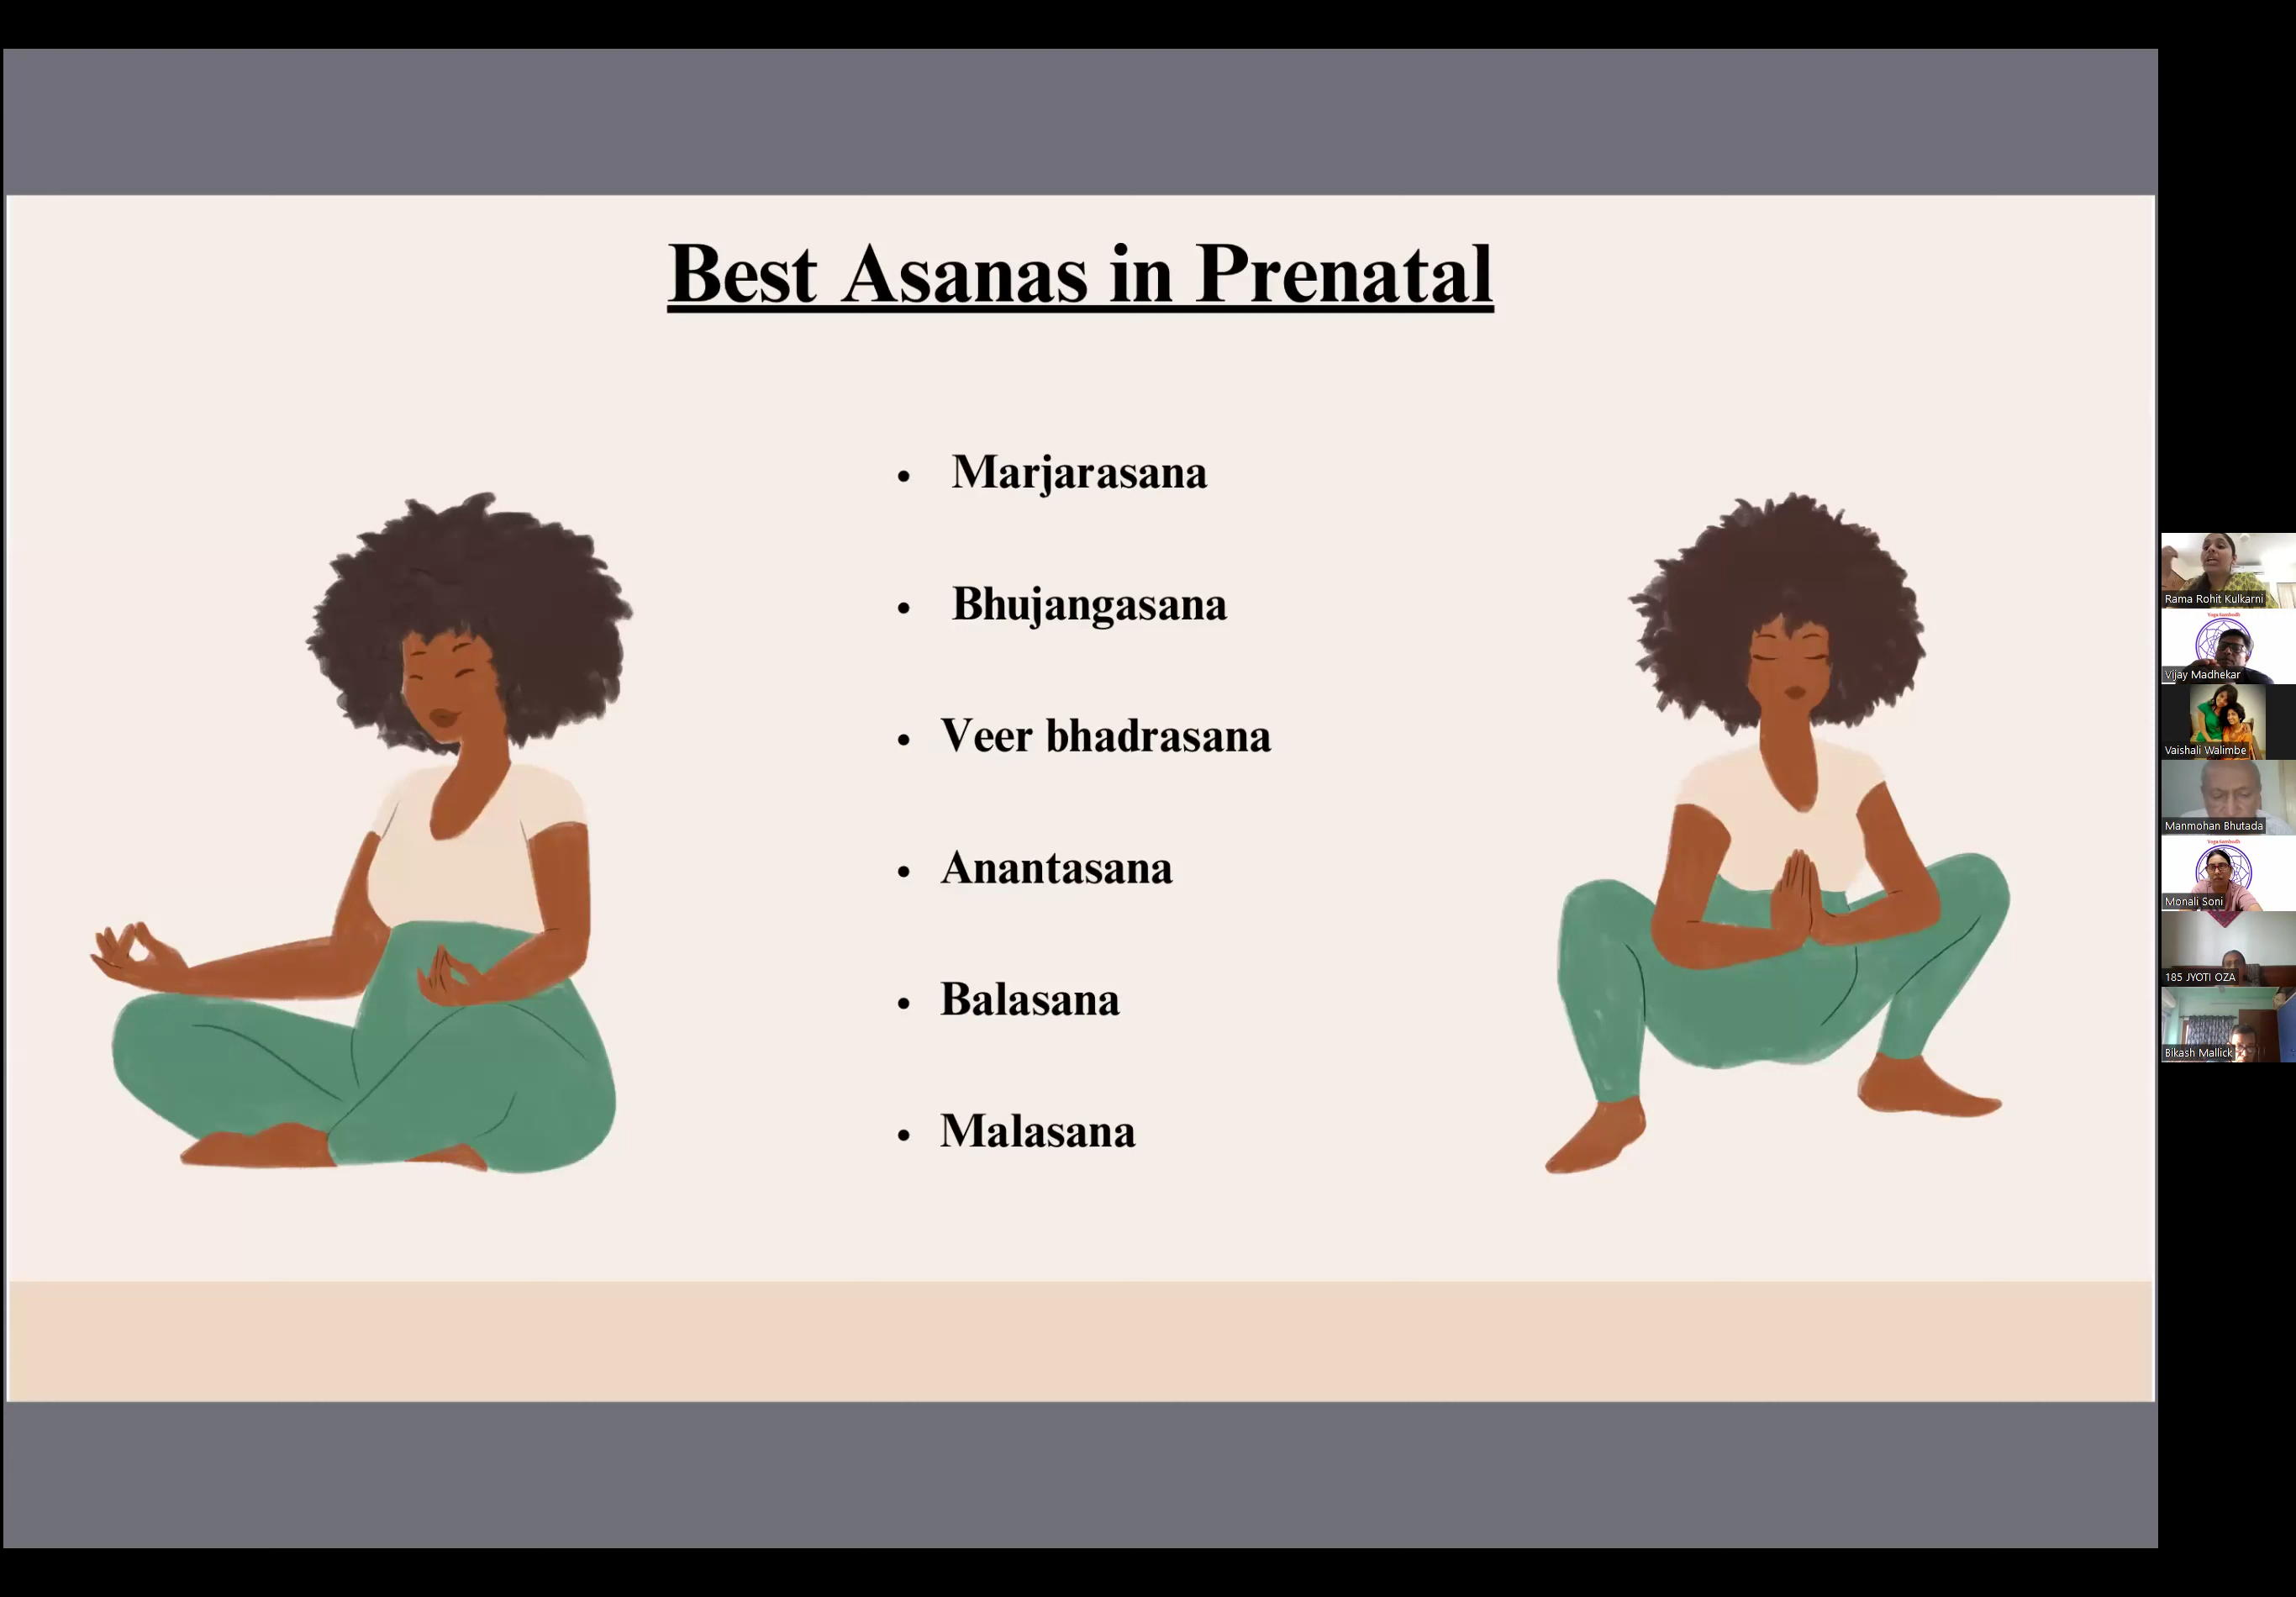 Best Asanas in Prenatal
• Marjarasana
• Bhujangasana
• Veer bhadrasana
• Anantasana
• Balasana
• Malasana
Rama Rohit Kulkarni
Vijay Madhekar
Vaishali Walimbe
Manmohan Bhutada
Monali Soni
185 JYOTI OZA
Bikash Mallick